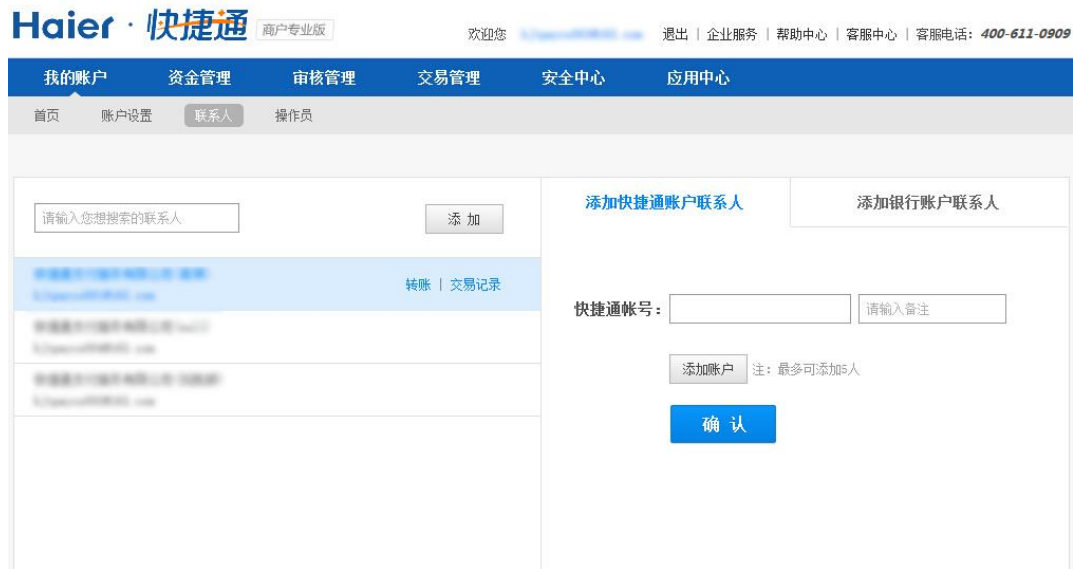 Haier · 快捷通 商户专业版
欢迎您 退出 | 企业服务 | 帮助中心 | 客服中心 | 客服电话：400-611-0909
我的账户 资金管理 审核管理 交易管理 安全中心 应用中心
首页 账户设置 联系人 操作员
请输入您想搜索的联系人 添 加
转账 | 交易记录
添加快捷通账户联系人 添加银行账户联系人
快捷通帐号： 请输入备注
添加账户 注：最多可添加5人
确 认